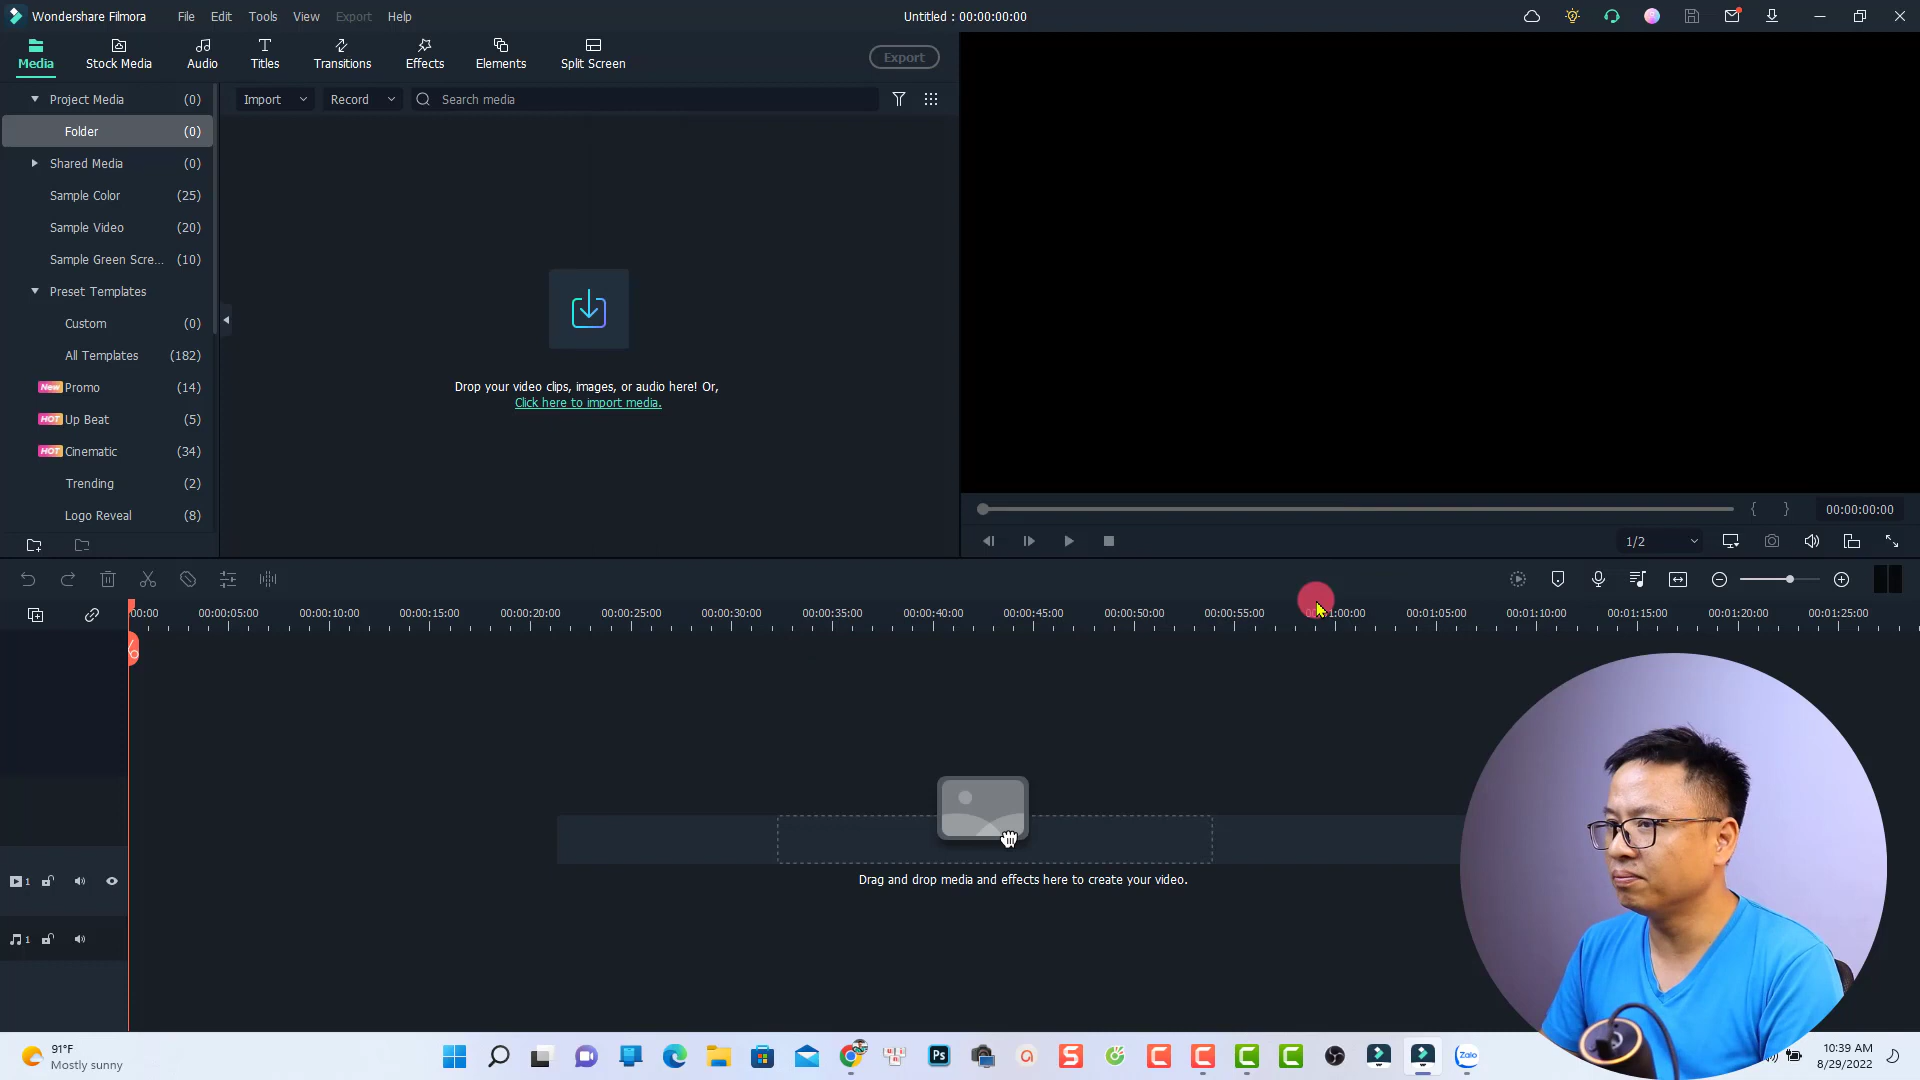 Wondershare Filmora File Edit Tools View Export Help Untitled : 00:00:00:00
Media Stock Media Audio Titles Transitions Effects Elements Split Screen Export
Project Media (0)
Folder (0)
Shared Media (0)
Sample Color (25)
Sample Video (20)
Sample Green Scre... (10)
Preset Templates
Custom (0)
All Templates (182)
New Promo (14)
HOT Up Beat (5)
HOT Cinematic (34)
Trending (2)
Logo Reveal (8)
Import Record Search media
Drop your video clips, images, or audio here! Or,
Click here to import media.
{ } 00:00:00:00
1/2
00:00 00:00:05:00 00:00:10:00 00:00:15:00 00:00:20:00 00:00:25:00 00:00:30:00 00:00:35:00 00:00:40:00 00:00:45:00 00:00:50:00 00:00:55:00 00:01:00:00 00:01:05:00 00:01:10:00 00:01:15:00 00:01:20:00 00:01:25:00
Drag and drop media and effects here to create your video.
1
1
91°F
Mostly sunny
Ps
Zalo
10:39 AM
8/29/2022